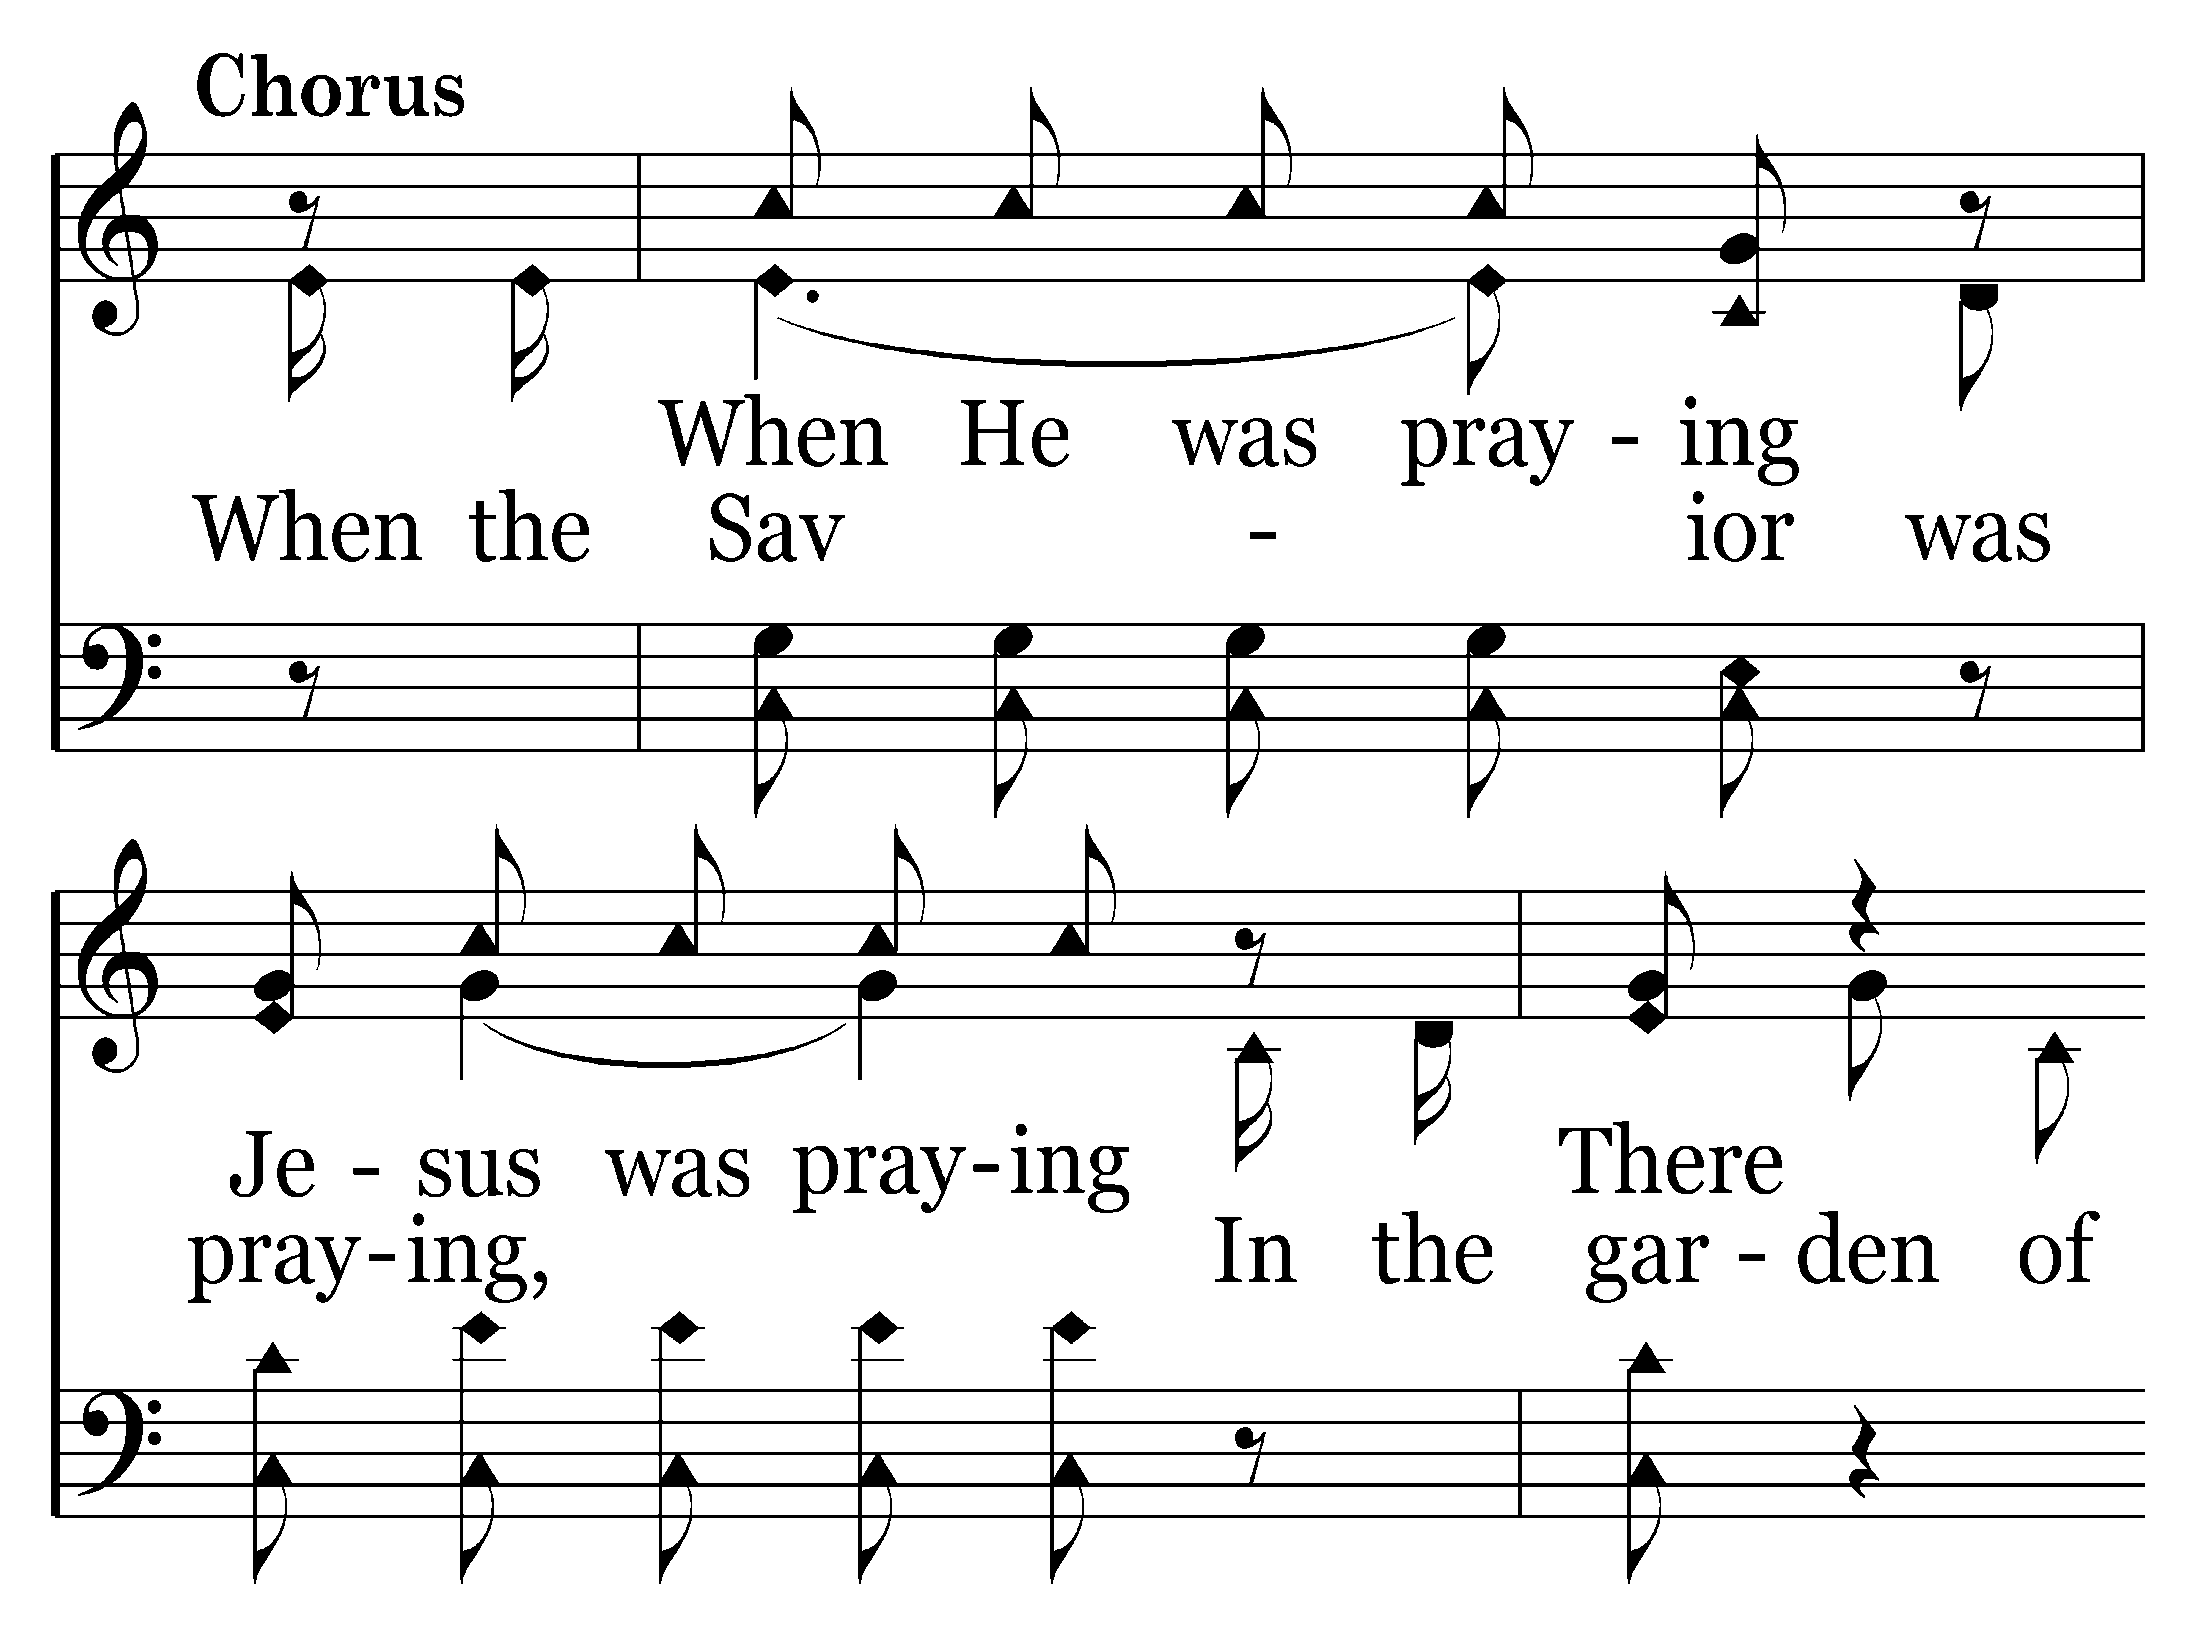 Chorus
When He was pray - ing
When the Sav - ior was
Je - sus was pray-ing There
pray-ing, In the gar - den of